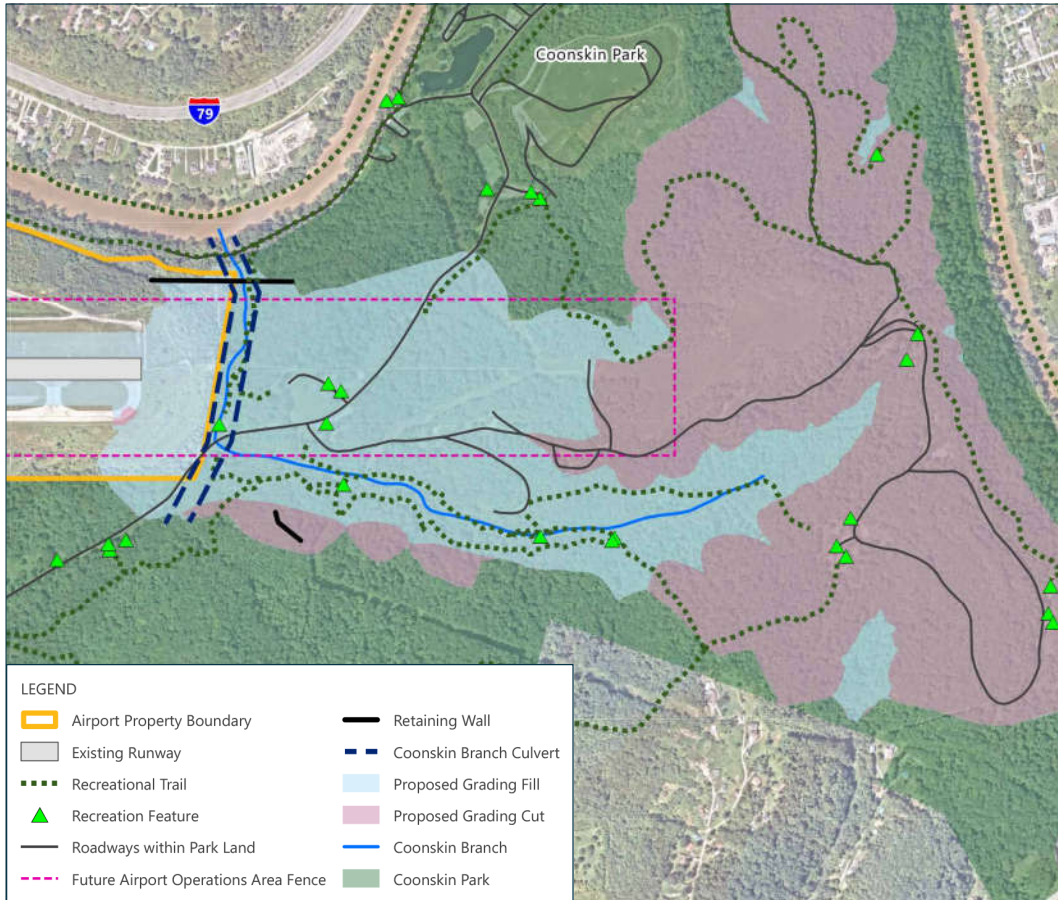 Coonskin Park
79
LEGEND
Airport Property Boundary
Existing Runway
Recreational Trail
Recreation Feature
Roadways within Park Land
Future Airport Operations Area Fence
Retaining Wall
Coonskin Branch Culvert
Proposed Grading Fill
Proposed Grading Cut
Coonskin Branch
Coonskin Park